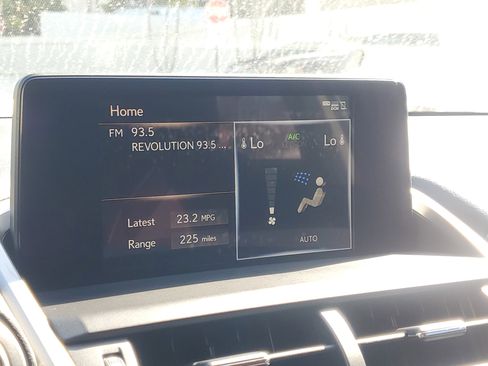 Home
FM 93.5
REVOLUTION 93.5 ...
Latest 23.2 MPG
Range 225 miles
Lo A/C Lo
AUTO